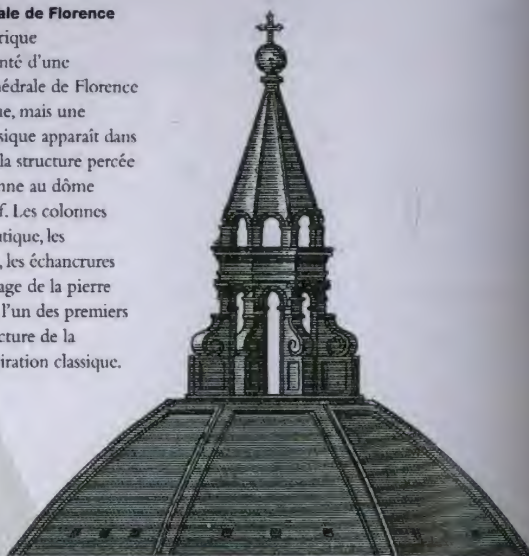 ale de Florence
rique
nté d'une
édrale de Florence
ue, mais une
sique apparaît dans
la structure percée
nne au dôme
f. Les colonnes
tique, les
, les échancrures
age de la pierre
l'un des premiers
cture de la
iration classique.